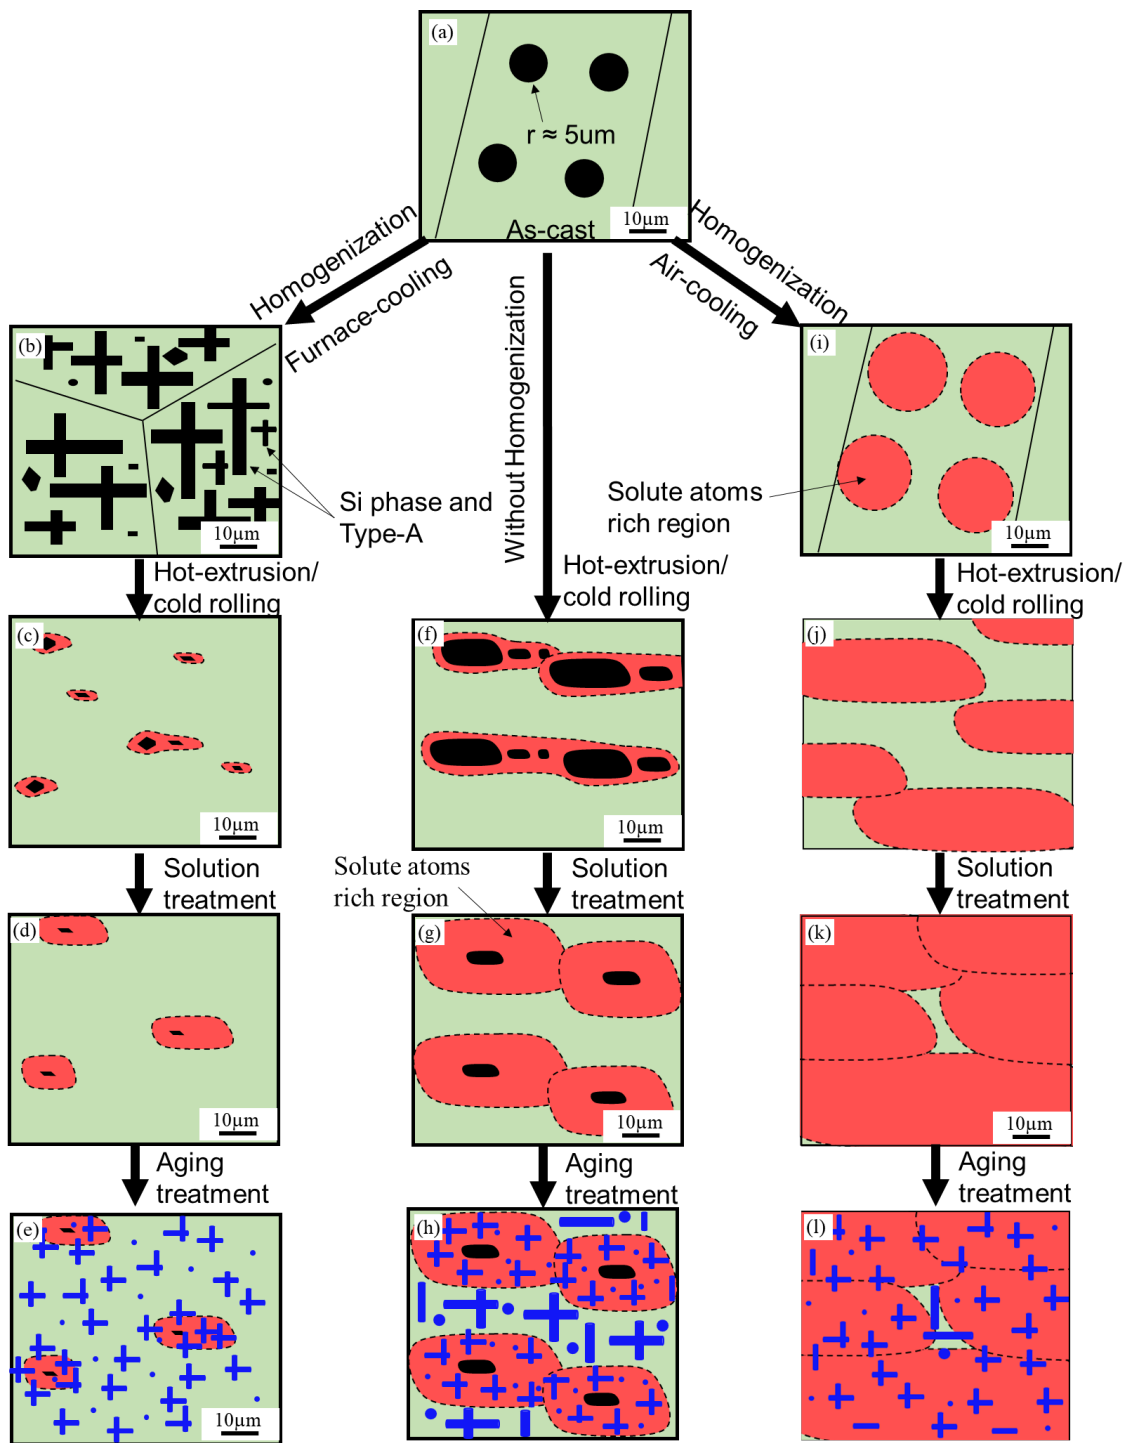 (a)
r ≈ 5um
10µm
As-cast
Homogenization
Furnace-cooling
Without Homogenization
Homogenization
Air-cooling
(b)
Si phase and
Type-A
10µm
(i)
Solute atoms
rich region
10µm
Hot-extrusion/
cold rolling
Hot-extrusion/
cold rolling
Hot-extrusion/
cold rolling
(c)
10µm
(f)
10µm
(j)
10µm
Solution
treatment
Solute atoms
rich region
Solution
treatment
Solution
treatment
(d)
10µm
(g)
10µm
(k)
10µm
Aging
treatment
Aging
treatment
Aging
treatment
(e)
10µm
(h)
(l)